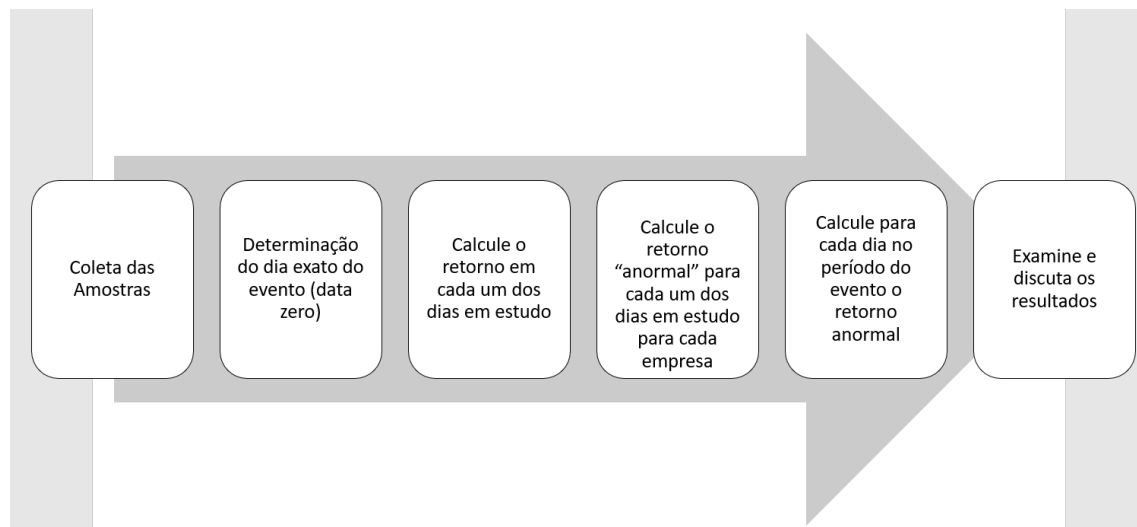 Coleta das
Amostras
Determinação
do dia exato do
evento (data
zero)
Calcule o
retorno em
cada um dos
dias em estudo
Calcule o
retorno
“anormal” para
cada um dos
dias em estudo
para cada
empresa
Calcule para
cada dia no
período do
evento o
retorno
anormal
Examine e
discuta os
resultados